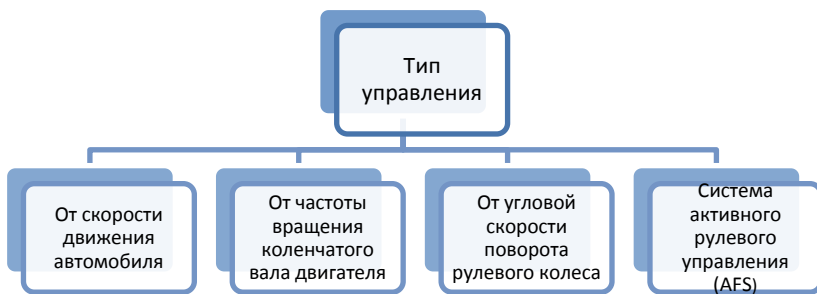 Тип
управления
От скорости
движения
автомобиля
От частоты
вращения
коленчатого
вала двигателя
От угловой
скорости
поворота
рулевого колеса
Система
активного
рулевого
управления
(AFS)